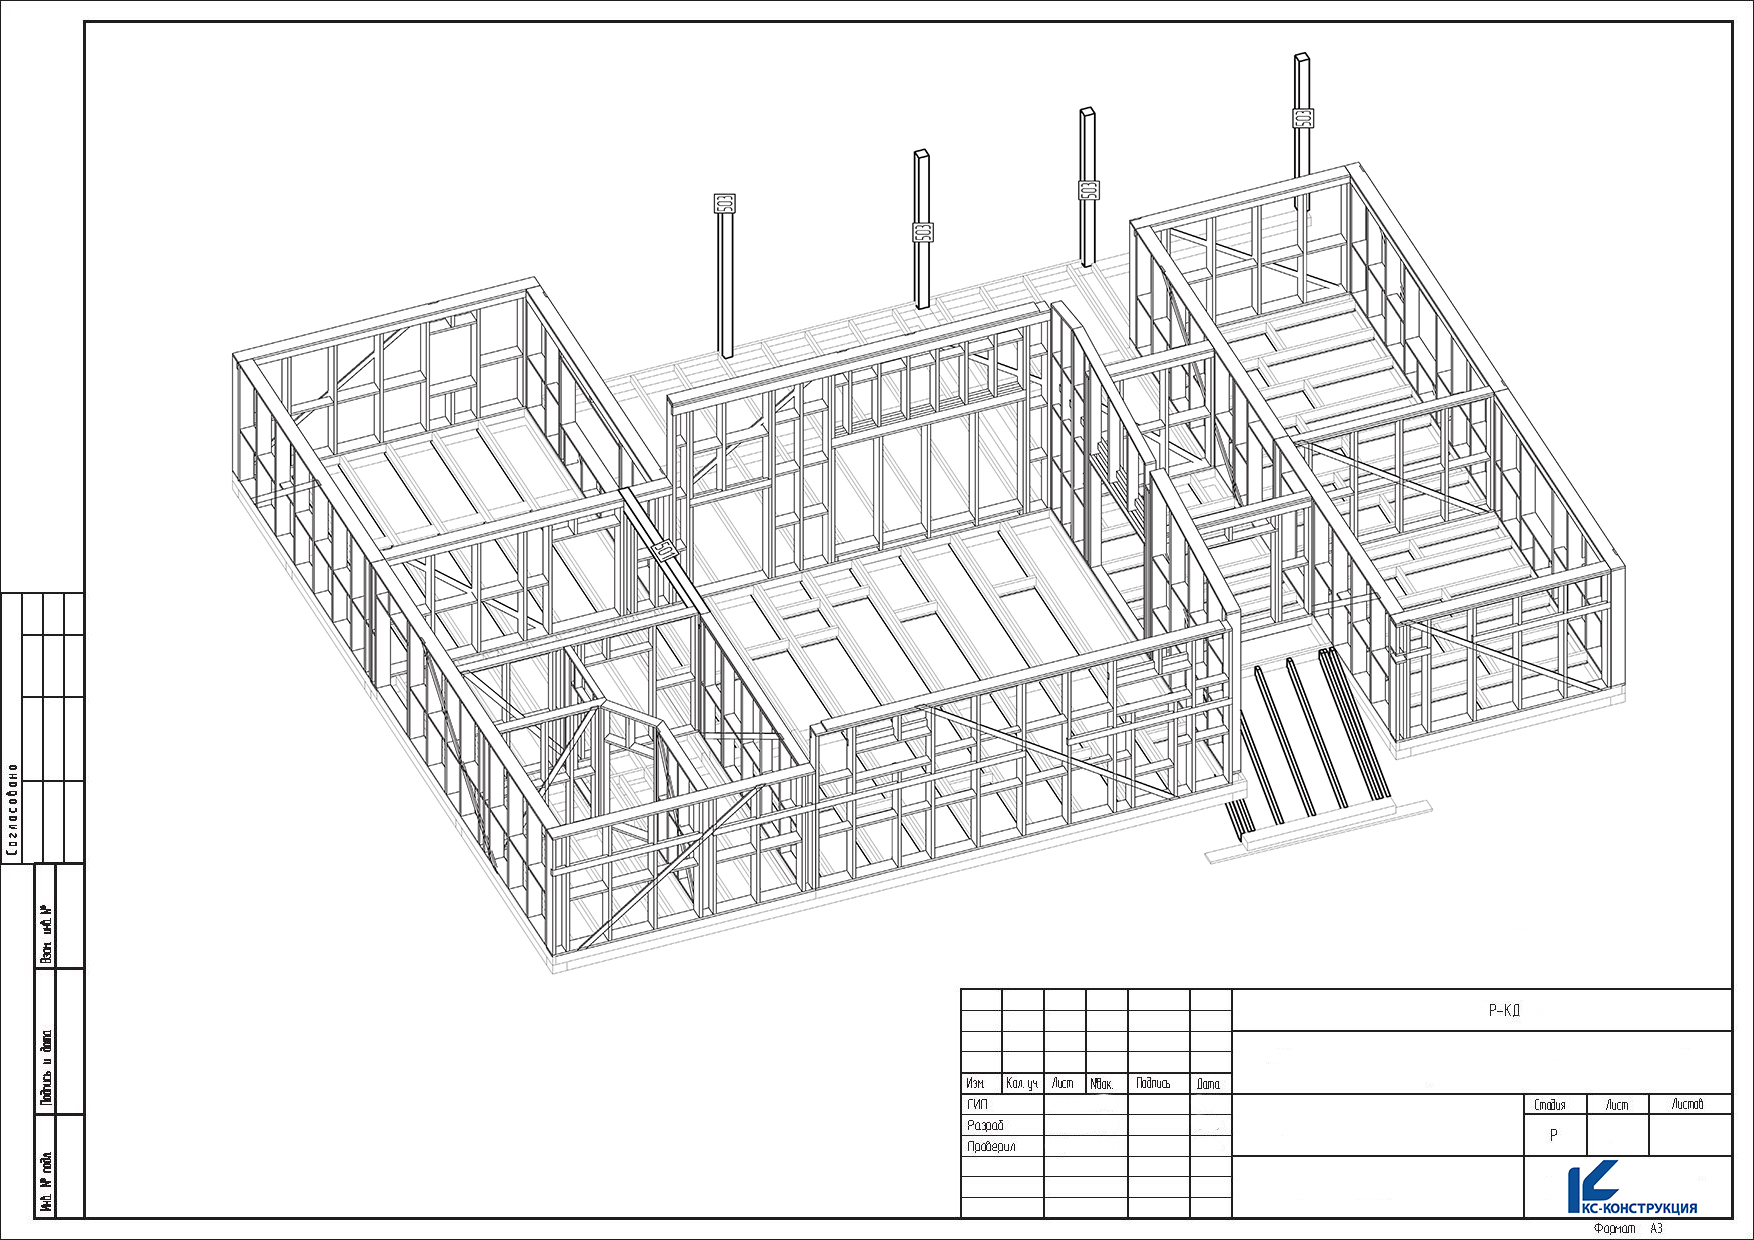 503
503
503
503
501
Согласовано
Взам. инв. №
Подпись и дата
Инв. № подл.
Р-КД
Изм. Кол. уч. Лист №док. Подпись Дата
ГИП
Разраб
Проверил
Стадия Лист Листов
Р
КС-КОНСТРУКЦИЯ
Формат А3